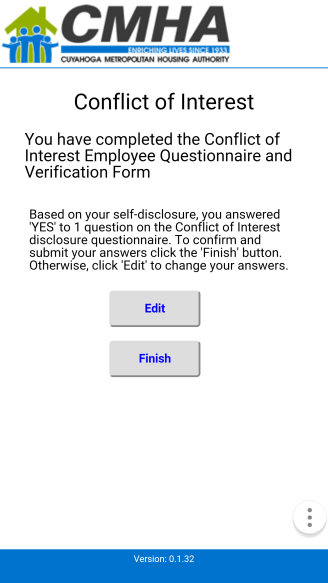 CMHA
ENRICHING LIVES SINCE 1933
CUYAHOGA METROPOLITAN HOUSING AUTHORITY
Conflict of Interest
You have completed the Conflict of
Interest Employee Questionnaire and
Verification Form
Based on your self-disclosure, you answered
'YES' to 1 question on the Conflict of Interest
disclosure questionnaire. To confirm and
submit your answers click the 'Finish' button.
Otherwise, click 'Edit' to change your answers.
Edit
Finish
Version: 0.1.32